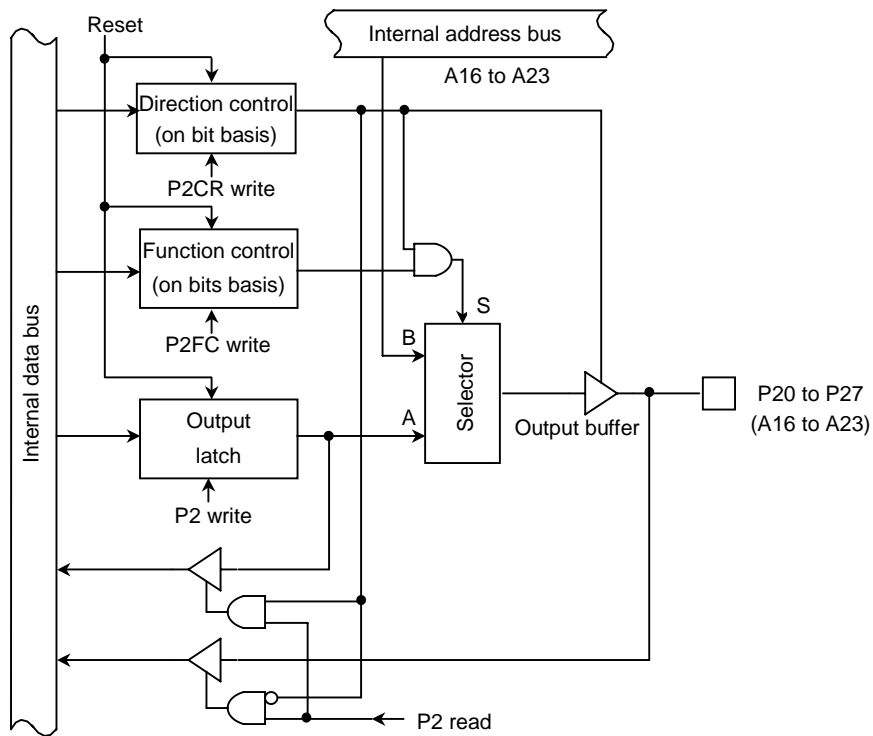 Reset
Internal address bus
A16 to A23
Direction control
(on bit basis)
P2CR write
Function control
(on bits basis)
P2FC write
S
B
A
Selector
Output
latch
P2 write
Output buffer
P20 to P27
(A16 to A23)
Internal data bus
P2 read